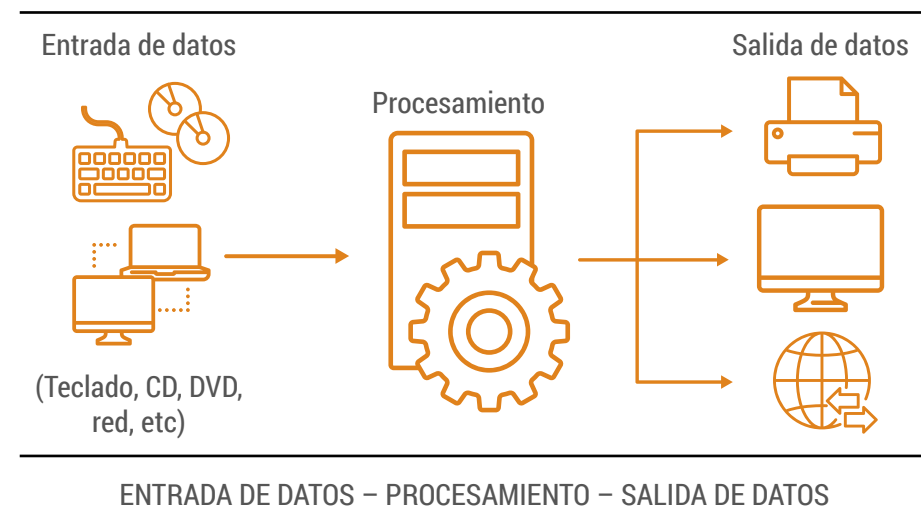 Entrada de datos
Salida de datos
Procesamiento
(Teclado, CD, DVD,
red, etc)
ENTRADA DE DATOS – PROCESAMIENTO – SALIDA DE DATOS